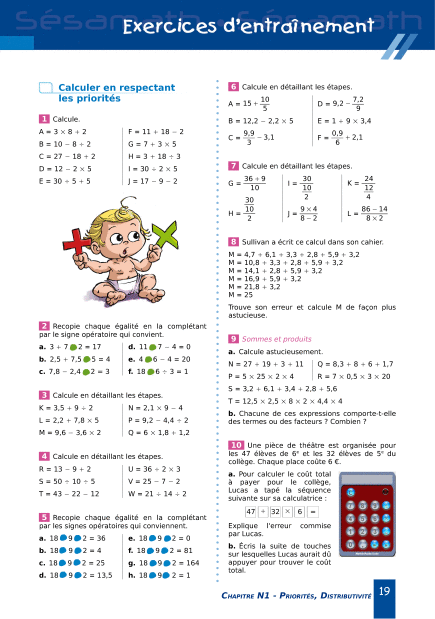 Sésamath Sésamath
Exercices d'entraînement
Calculer en respectant
les priorités
1 Calcule.
A = 3 × 8 + 2
B = 10 − 8 ÷ 2
C = 27 − 18 ÷ 2
D = 12 − 2 × 5
E = 30 ÷ 5 + 5
F = 11 + 18 − 2
G = 7 + 3 × 5
H = 3 + 18 ÷ 3
I = 30 ÷ 2 × 5
J = 17 − 9 − 2
2 Recopie chaque égalité en la complétant
par le signe opératoire qui convient.
a. 3 + 7 2 = 17
b. 2,5 + 7,5 5 = 4
c. 7,8 − 2,4 2 = 3
d. 11 7 − 4 = 0
e. 4 6 − 4 = 20
f. 18 6 ÷ 3 = 1
3 Calcule en détaillant les étapes.
K = 3,5 + 9 ÷ 2
L = 2,2 + 7,8 × 5
M = 9,6 − 3,6 × 2
N = 2,1 × 9 − 4
P = 9,2 − 4,4 ÷ 2
Q = 6 × 1,8 + 1,2
4 Calcule en détaillant les étapes.
R = 13 − 9 + 2
S = 50 ÷ 10 ÷ 5
T = 43 − 22 − 12
U = 36 ÷ 2 × 3
V = 25 − 7 − 2
W = 21 + 14 ÷ 2
5 Recopie chaque égalité en la complétant
par les signes opératoires qui conviennent.
a. 18 9 2 = 36
b. 18 9 2 = 4
c. 18 9 2 = 25
d. 18 9 2 = 13,5
e. 18 9 2 = 0
f. 18 9 2 = 81
g. 18 9 2 = 164
h. 18 9 2 = 1
6 Calcule en détaillant les étapes.
A = 15 + 10/5
B = 12,2 − 2,2 × 5
C = 9,9/3 − 3,1
D = 9,2 − 7,2/9
E = 1 + 9 × 3,4
F = 0,9/6 + 2,1
7 Calcule en détaillant les étapes.
G = 36 + 9 / 10
H = 30/10 / 2
I = 30 / 10/2
J = 9 × 4 / 8 − 2
K = 24 / 12/4
L = 86 − 14 / 8 × 2
8 Sullivan a écrit ce calcul dans son cahier.
M = 4,7 + 6,1 + 3,3 + 2,8 + 5,9 + 3,2
M = 10,8 + 3,3 + 2,8 + 5,9 + 3,2
M = 14,1 + 2,8 + 5,9 + 3,2
M = 16,9 + 5,9 + 3,2
M = 21,8 + 3,2
M = 25
Trouve son erreur et calcule M de façon plus
astucieuse.
9 Sommes et produits
a. Calcule astucieusement.
N = 27 + 19 + 3 + 11
P = 5 × 25 × 2 × 4
Q = 8,3 + 8 + 6 + 1,7
R = 7 × 0,5 × 3 × 20
S = 3,2 + 6,1 + 3,4 + 2,8 + 5,6
T = 12,5 × 2,5 × 8 × 2 × 4,4 × 4
b. Chacune de ces expressions comporte-t-elle
des termes ou des facteurs ? Combien ?
10 Une pièce de théâtre est organisée pour
les 47 élèves de 6e et les 32 élèves de 5e du
collège. Chaque place coûte 6 €.
a. Pour calculer le coût total
à payer pour le collège,
Lucas a tapé la séquence
suivante sur sa calculatrice :
47 + 32 × 6 =
Explique l'erreur commise
par Lucas.
b. Écris la suite de touches
sur lesquelles Lucas aurait dû
appuyer pour trouver le coût
total.
CHAPITRE N1 - PRIORITÉS, DISTRIBUTIVITÉ 19